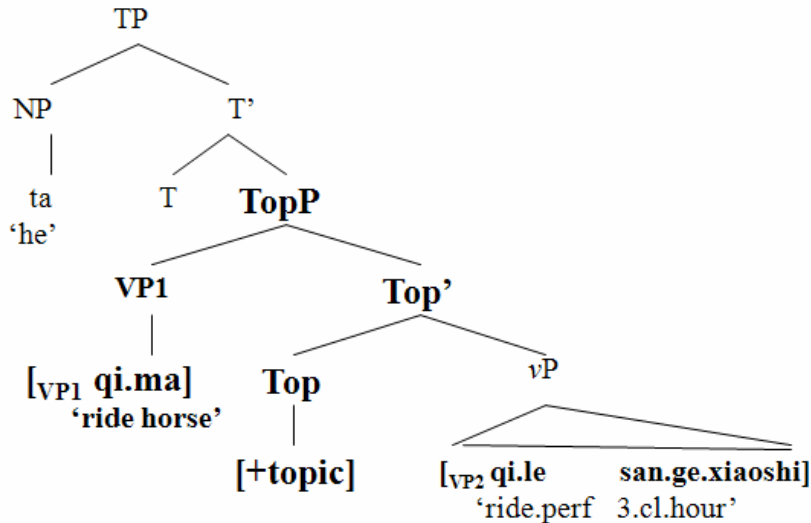 TP
NP T’
ta T TopP
‘he’
VP1 Top’
[VP1 qi.ma] Top vP
‘ride horse’
[+topic] [VP2 qi.le san.ge.xiaoshi]
‘ride.perf 3.cl.hour’